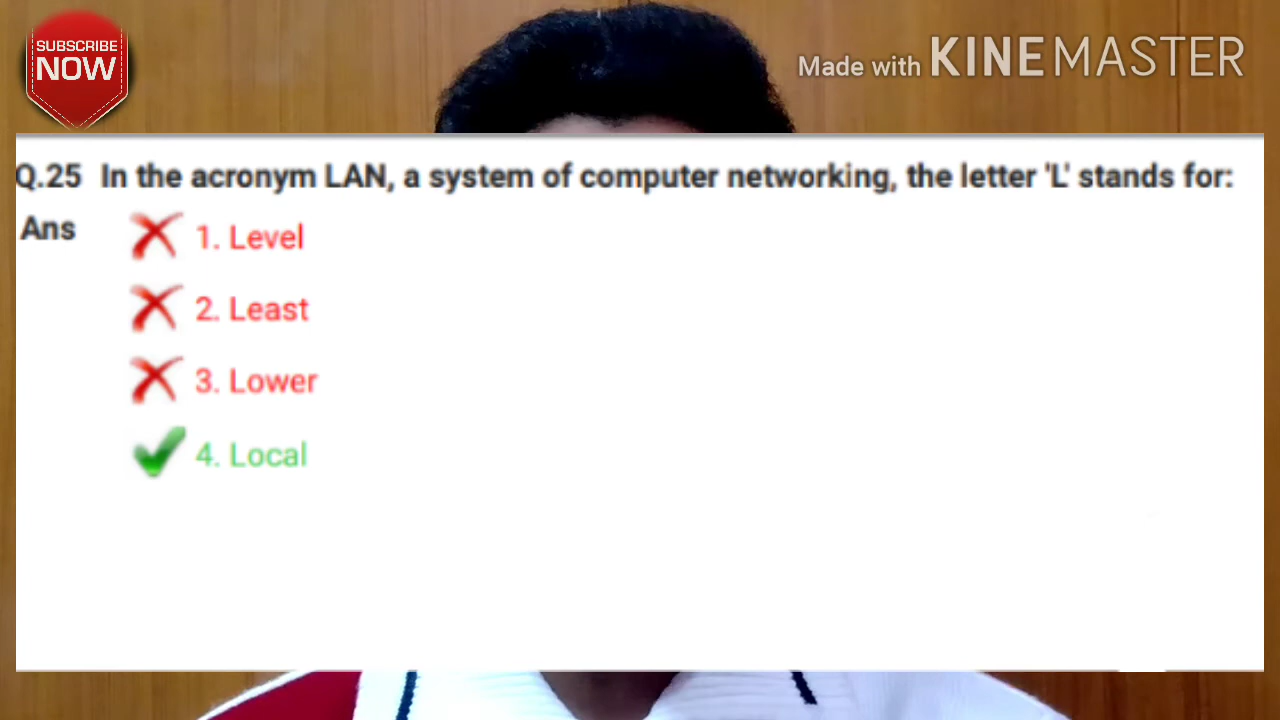 SUBSCRIBE
NOW
Made with KINEMASTER
Q.25 In the acronym LAN, a system of computer networking, the letter 'L' stands for:
Ans
1. Level
2. Least
3. Lower
4. Local